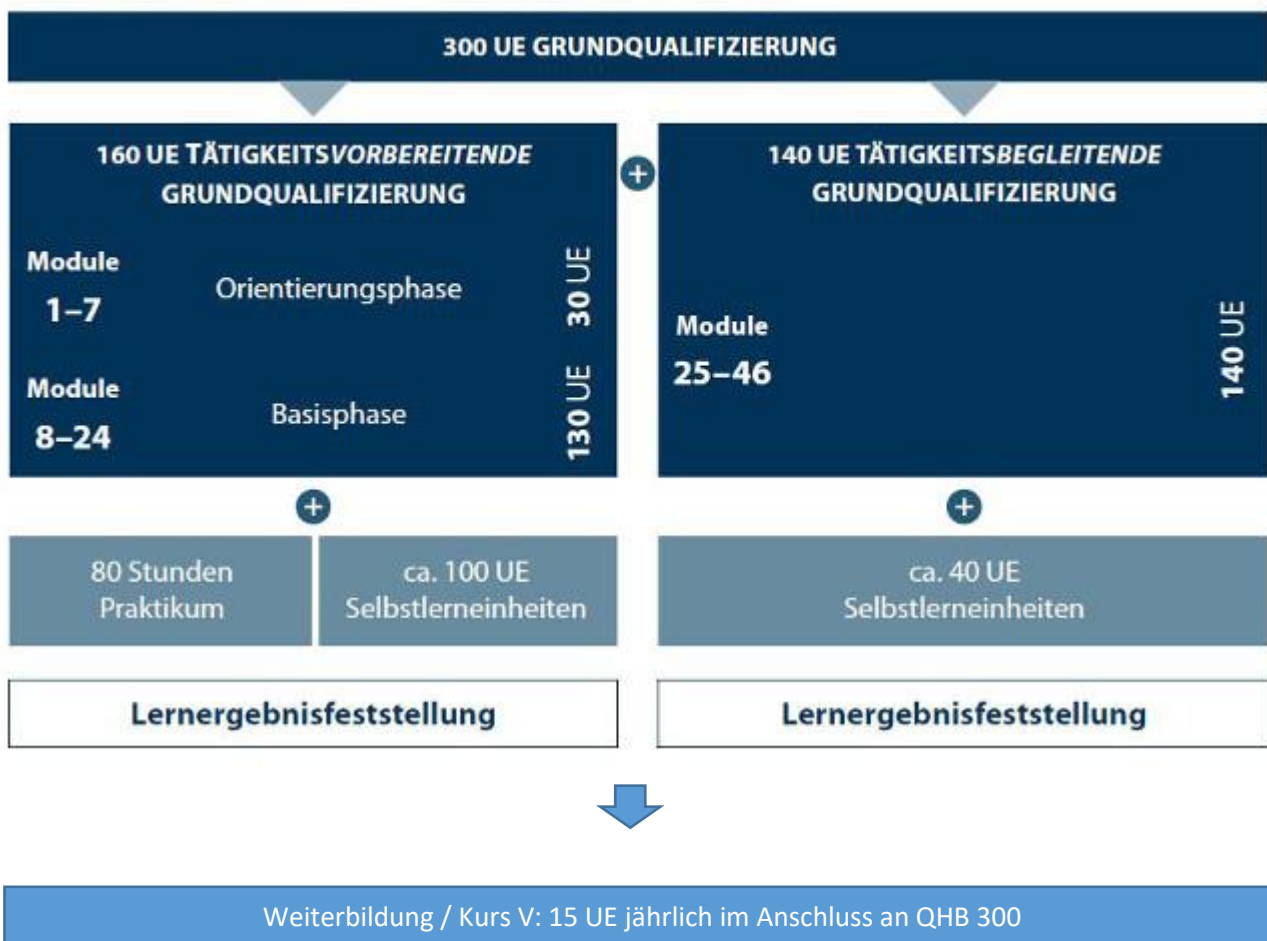 300 UE GRUNDQUALIFIZIERUNG
160 UE TÄTIGKEITSVORBEREITENDE
GRUNDQUALIFIZIERUNG
Module
1–7
Orientierungsphase
30 UE
Module
8–24
Basisphase
130 UE
140 UE TÄTIGKEITSBEGLEITENDE
GRUNDQUALIFIZIERUNG
Module
25–46
140 UE
80 Stunden
Praktikum
ca. 100 UE
Selbstlerneinheiten
ca. 40 UE
Selbstlerneinheiten
Lernergebnisfeststellung
Lernergebnisfeststellung
Weiterbildung / Kurs V: 15 UE jährlich im Anschluss an QHB 300